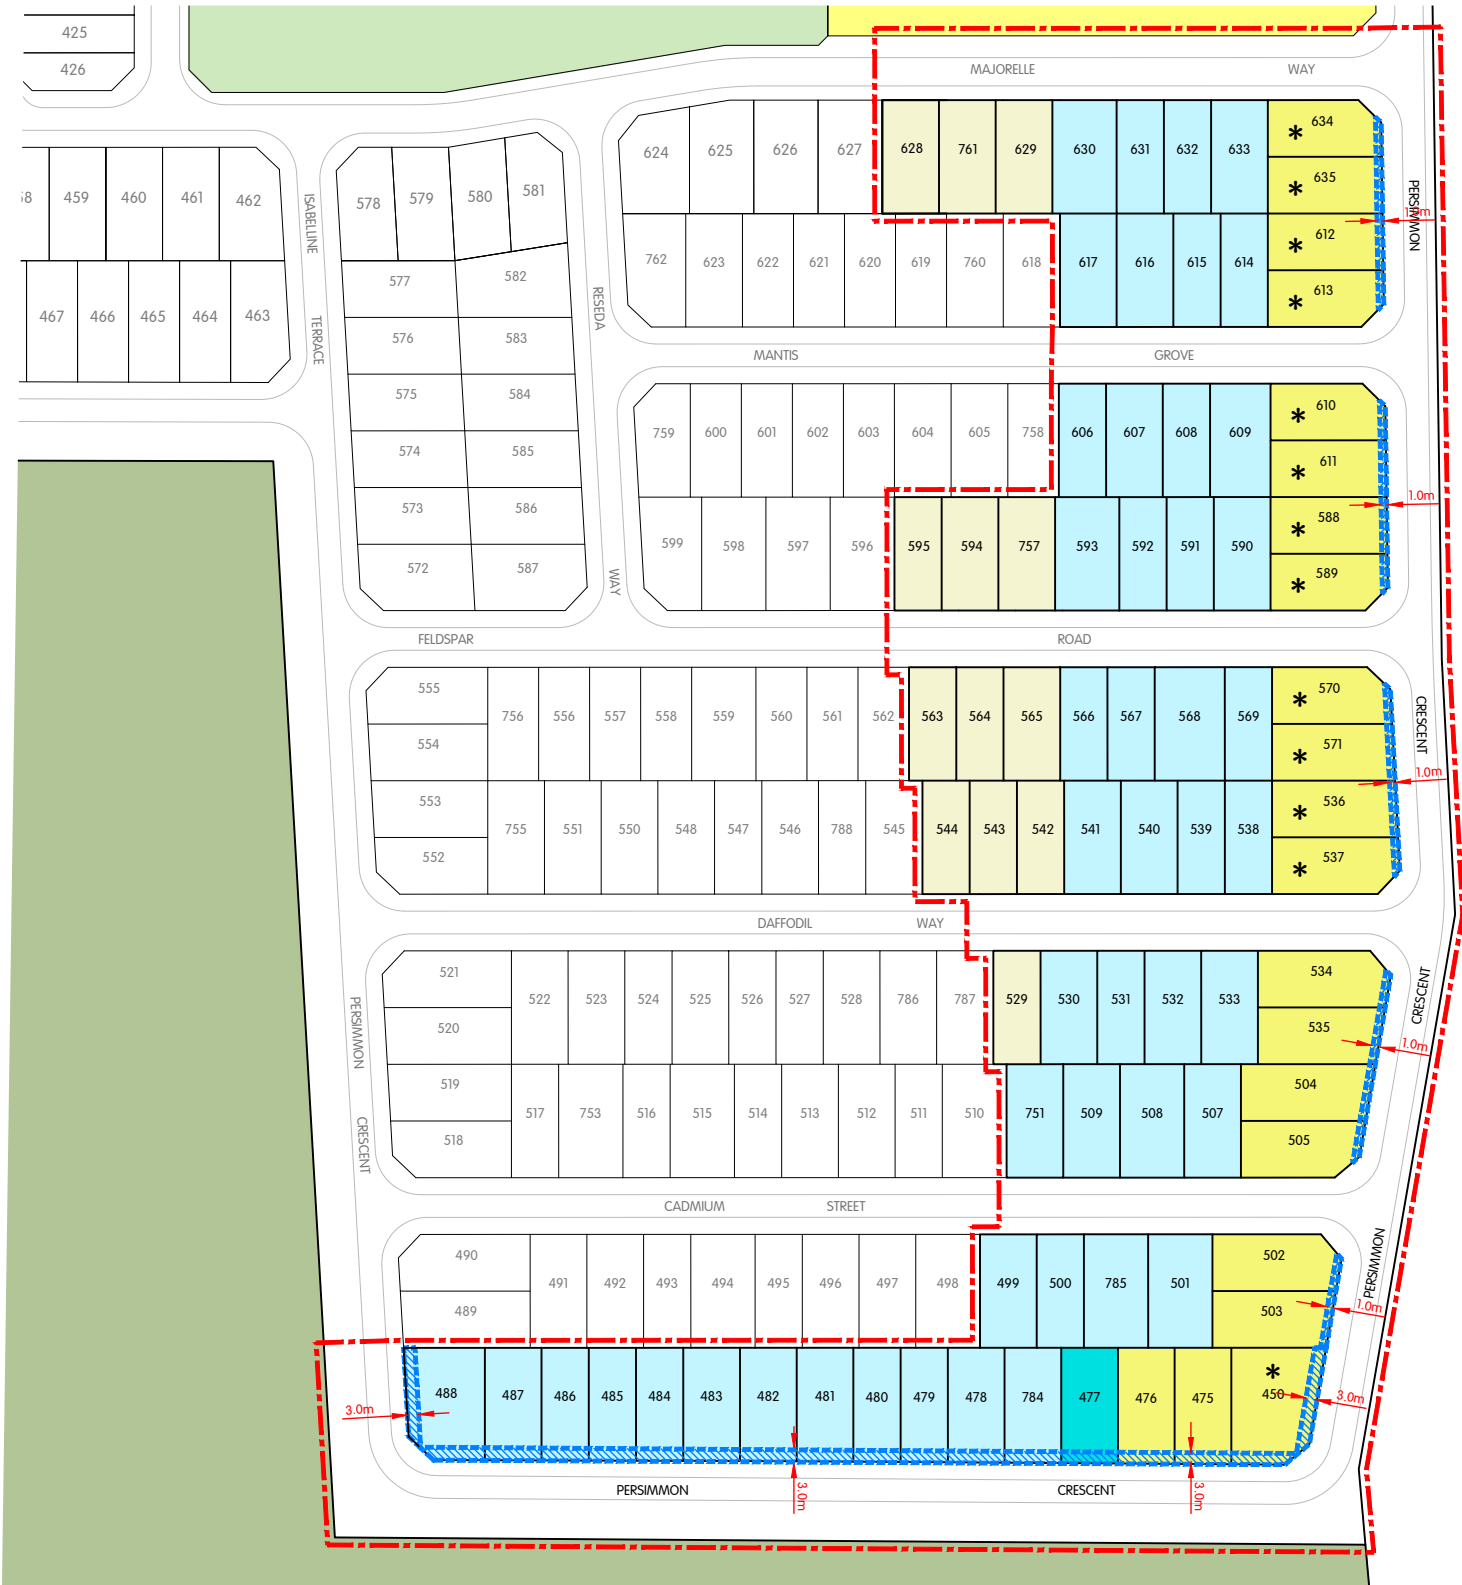 425
426
MAJORELLE WAY
624 625 626 627 628 761 629 630 631 632 633 * 634
* 635
58 459 460 461 462
578 579 580 581
ISABELLINE
PERSIMMON
1.0m
762 623 622 621 620 619 760 618 617 616 615 614 * 612
* 613
577 582
467 466 465 464 463
TERRACE
RESEDA
576 583
MANTIS GROVE
575 584
759 600 601 602 603 604 605 758 606 607 608 609 * 610
* 611
574 585
1.0m
573 586
599 598 597 596 595 594 757 593 592 591 590 * 588
* 589
572 587
WAY
FELDSPAR ROAD
555 756 556 557 558 559 560 561 562 563 564 565 566 567 568 569 * 570
554 * 571
CRESCENT
1.0m
553 755 551 550 548 547 546 788 545 544 543 542 541 540 539 538 * 536
552 * 537
DAFFODIL WAY
521 522 523 524 525 526 527 528 786 787 529 530 531 532 533 534
520 535
PERSIMMON
CRESCENT
1.0m
519 517 753 516 515 514 513 512 511 510 751 509 508 507 504
518 505
CRESCENT
CADMIUM STREET
490 491 492 493 494 495 496 497 498 499 500 785 501 502
489 503
PERSIMMON
1.0m
488 487 486 485 484 483 482 481 480 479 478 784 477 476 475 * 450
3.0m
3.0m
3.0m
3.0m
PERSIMMON CRESCENT